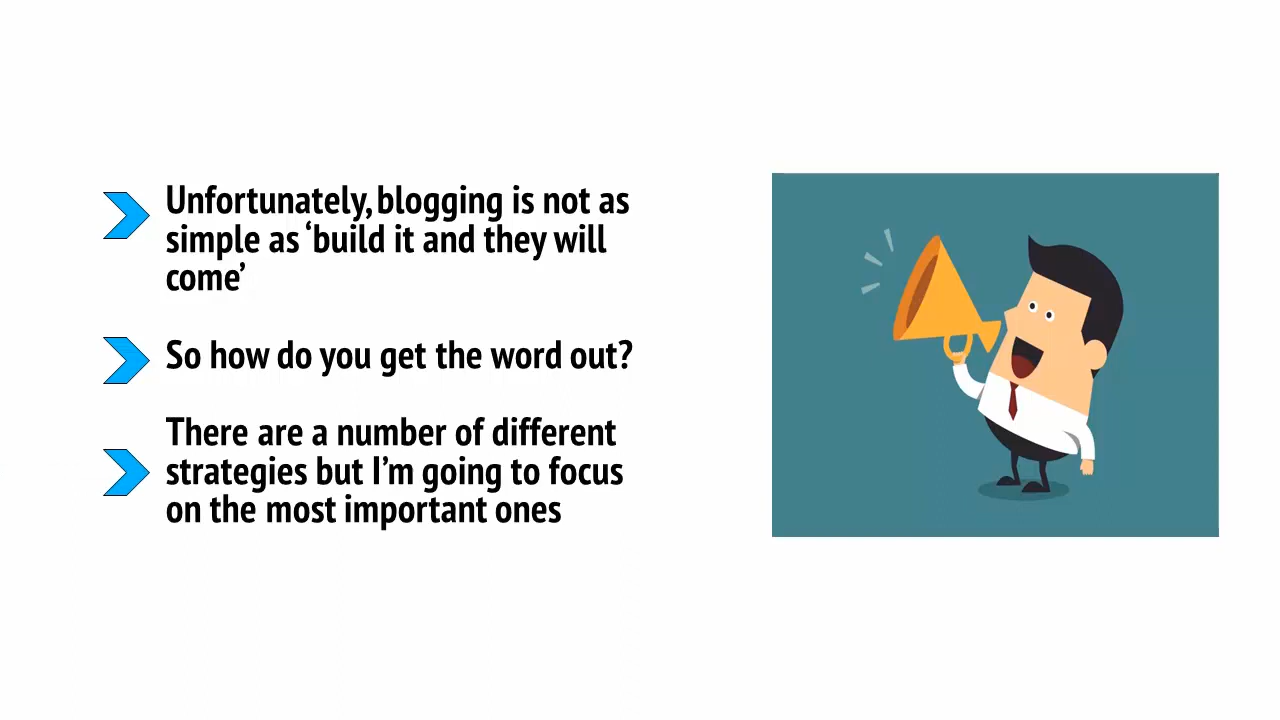 Unfortunately, blogging is not as
simple as ‘build it and they will
come’
So how do you get the word out?
There are a number of different
strategies but I’m going to focus
on the most important ones